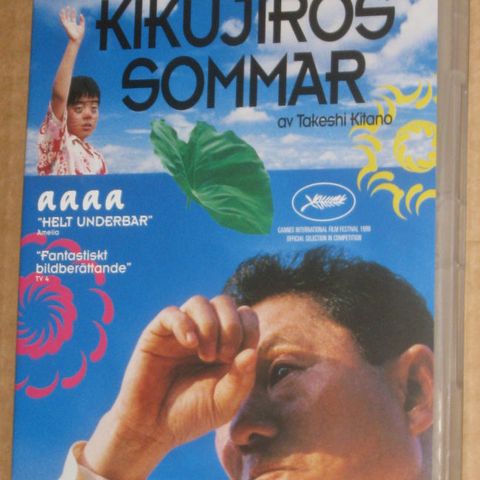 KIKUJIROS
SOMMAR
av Takeshi Kitano
aaaa
"HELT UNDERBAR"
Amelia
"Fantastiskt
bildberättande"
TV 4
CANNES INTERNATIONAL FILM FESTIVAL 1999
OFFICIAL SELECTION IN COMPETITION